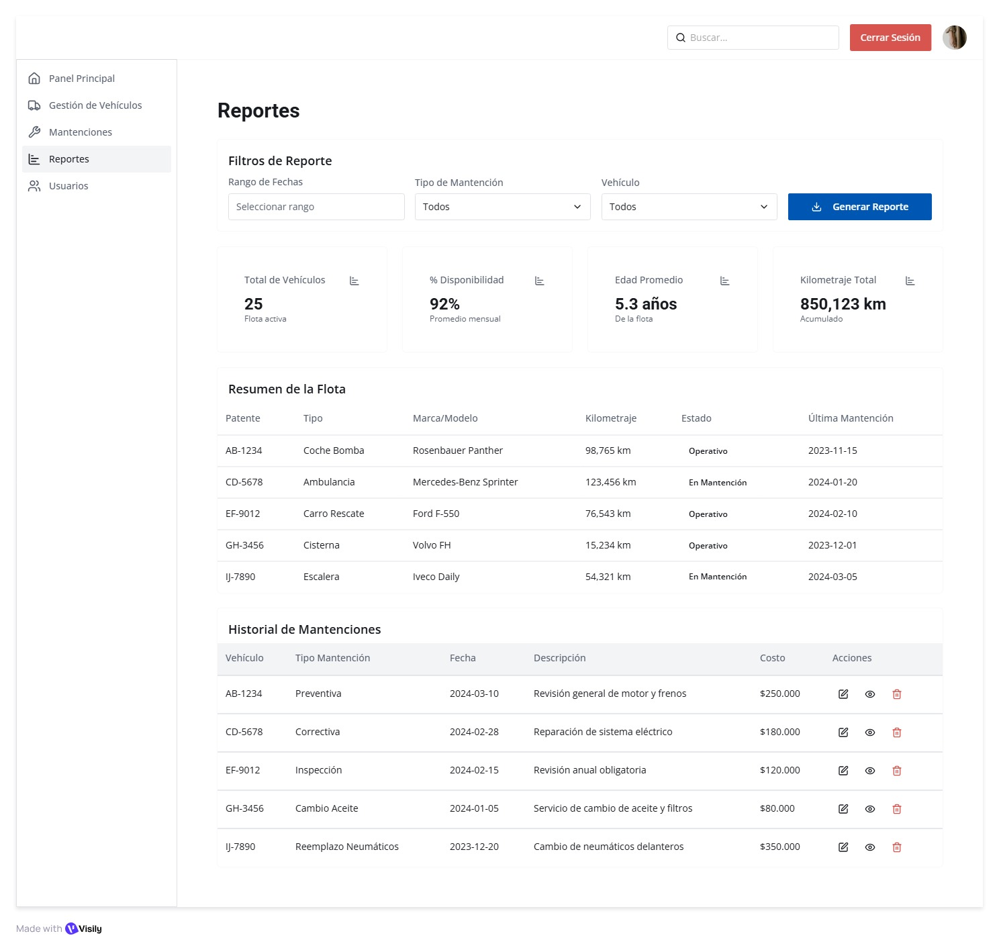 Buscar...
Cerrar Sesión
Panel Principal
Gestión de Vehículos
Mantenciones
Reportes
Usuarios
Reportes
Filtros de Reporte
Rango de Fechas
Tipo de Mantención
Vehículo
Seleccionar rango
Todos
Todos
Generar Reporte
Total de Vehículos
25
Flota activa
% Disponibilidad
92%
Promedio mensual
Edad Promedio
5.3 años
De la flota
Kilometraje Total
850,123 km
Acumulado
Resumen de la Flota
Patente Tipo Marca/Modelo Kilometraje Estado Última Mantención
AB-1234 Coche Bomba Rosenbauer Panther 98,765 km Operativo 2023-11-15
CD-5678 Ambulancia Mercedes-Benz Sprinter 123,456 km En Mantención 2024-01-20
EF-9012 Carro Rescate Ford F-550 76,543 km Operativo 2024-02-10
GH-3456 Cisterna Volvo FH 15,234 km Operativo 2023-12-01
IJ-7890 Escalera Iveco Daily 54,321 km En Mantención 2024-03-05
Historial de Mantenciones
Vehículo Tipo Mantención Fecha Descripción Costo Acciones
AB-1234 Preventiva 2024-03-10 Revisión general de motor y frenos $250.000
CD-5678 Correctiva 2024-02-28 Reparación de sistema eléctrico $180.000
EF-9012 Inspección 2024-02-15 Revisión anual obligatoria $120.000
GH-3456 Cambio Aceite 2024-01-05 Servicio de cambio de aceite y filtros $80.000
IJ-7890 Reemplazo Neumáticos 2023-12-20 Cambio de neumáticos delanteros $350.000
Made with Visily